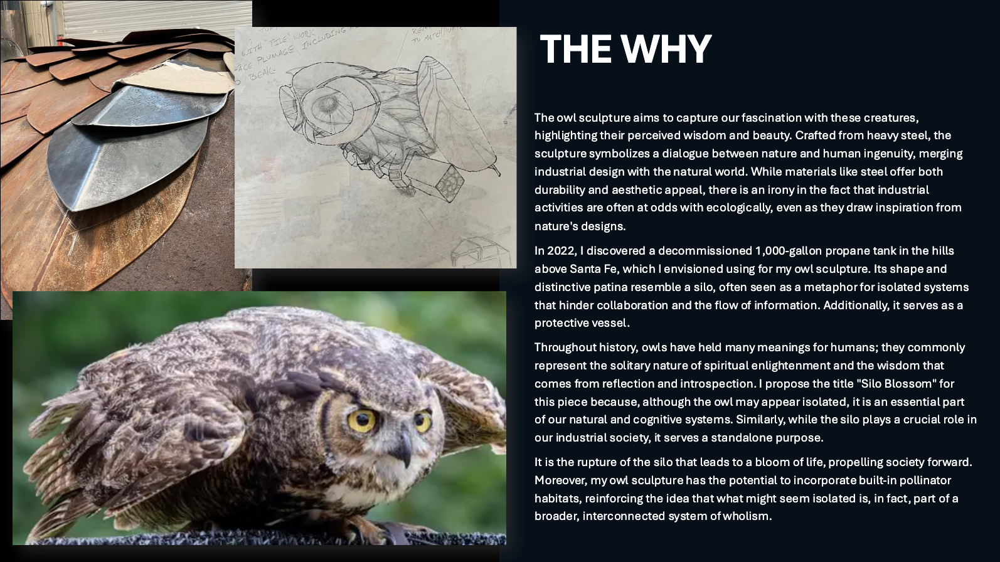 WITH "TILE" WORK
FACE PLUMAGE INCLUDING
BEAK.
TO MATCH
THE WHY
The owl sculpture aims to capture our fascination with these creatures,
highlighting their perceived wisdom and beauty. Crafted from heavy steel, the
sculpture symbolizes a dialogue between nature and human ingenuity, merging
industrial design with the natural world. While materials like steel offer both
durability and aesthetic appeal, there is an irony in the fact that industrial
activities are often at odds with ecologically, even as they draw inspiration from
nature's designs.
In 2022, I discovered a decommissioned 1,000-gallon propane tank in the hills
above Santa Fe, which I envisioned using for my owl sculpture. Its shape and
distinctive patina resemble a silo, often seen as a metaphor for isolated systems
that hinder collaboration and the flow of information. Additionally, it serves as a
protective vessel.
Throughout history, owls have held many meanings for humans; they commonly
represent the solitary nature of spiritual enlightenment and the wisdom that
comes from reflection and introspection. I propose the title "Silo Blossom" for
this piece because, although the owl may appear isolated, it is an essential part
of our natural and cognitive systems. Similarly, while the silo plays a crucial role in
our industrial society, it serves a standalone purpose.
It is the rupture of the silo that leads to a bloom of life, propelling society forward.
Moreover, my owl sculpture has the potential to incorporate built-in pollinator
habitats, reinforcing the idea that what might seem isolated is, in fact, part of a
broader, interconnected system of wholism.